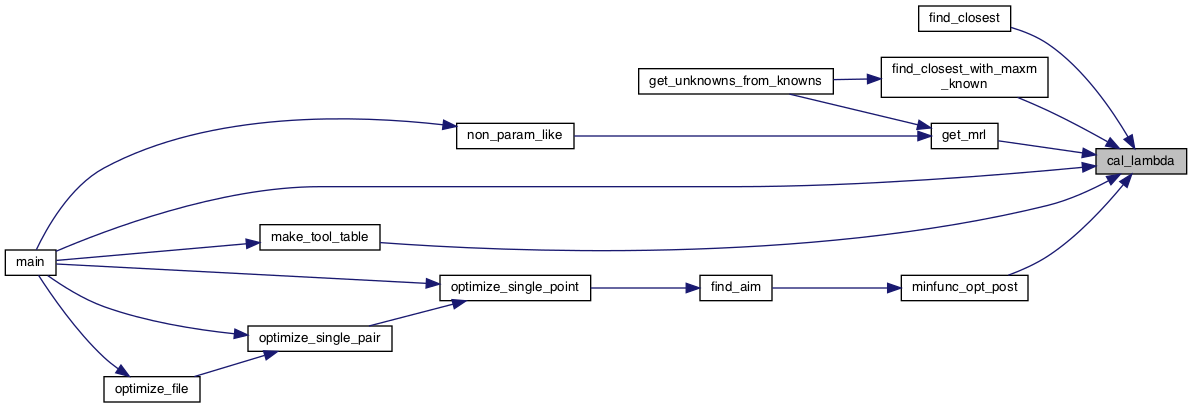 find_closest
find_closest_with_maxm
_known
get_unknowns_from_knowns
non_param_like
get_mrl
cal_lambda
make_tool_table
main
optimize_single_point
find_aim
minfunc_opt_post
optimize_single_pair
optimize_file